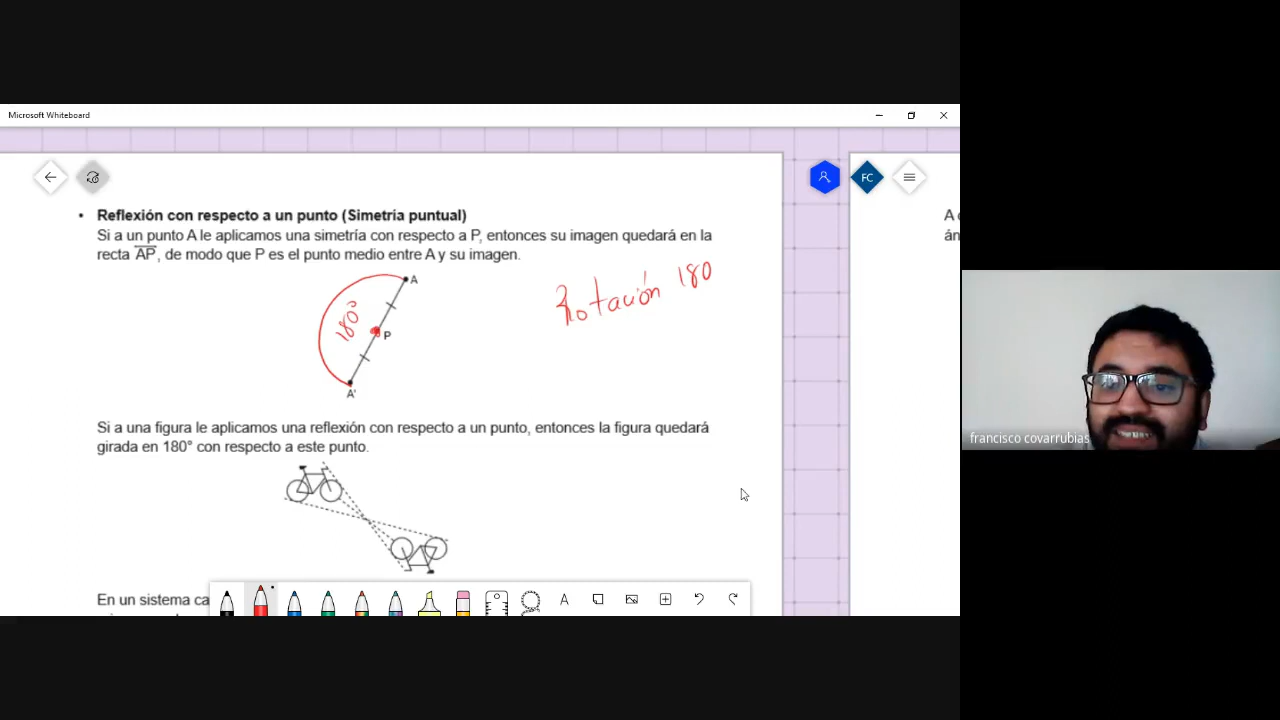 Microsoft Whiteboard
FC
• Reflexión con respecto a un punto (Simetría puntual)
Si a un punto A le aplicamos una simetría con respecto a P, entonces su imagen quedará en la
recta AP, de modo que P es el punto medio entre A y su imagen.
A
180°
P
A'
Rotación 180
Si a una figura le aplicamos una reflexión con respecto a un punto, entonces la figura quedará
girada en 180° con respecto a este punto.
En un sistema ca
A
francisco covarrubias